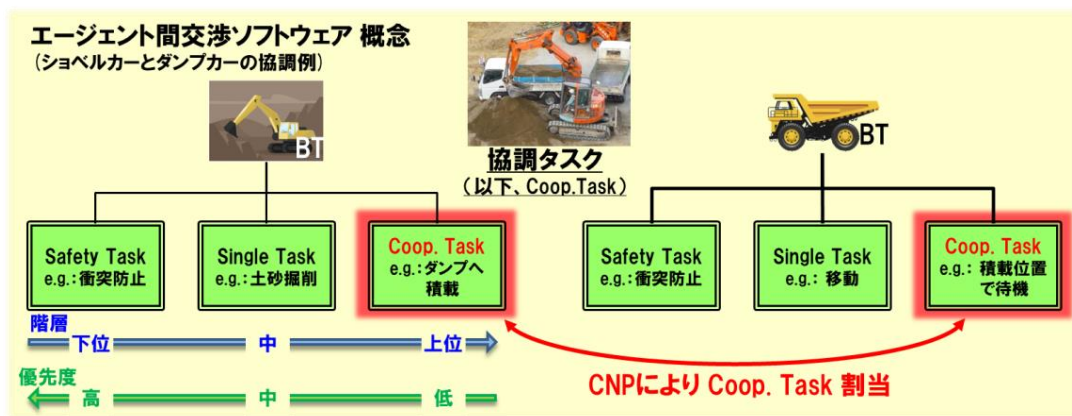 エージェント間交渉ソフトウェア 概念
(ショベルカーとダンプカーの協調例)
BT
協調タスク
(以下、Coop.Task)
BT
Safety Task
e.g.:衝突防止
Single Task
e.g.:土砂掘削
Coop. Task
e.g.:ダンプへ
積載
Safety Task
e.g.:衝突防止
Single Task
e.g.: 移動
Coop. Task
e.g.: 積載位置
で待機
階層
下位 中 上位
優先度
高 中 低
CNPにより Coop. Task 割当